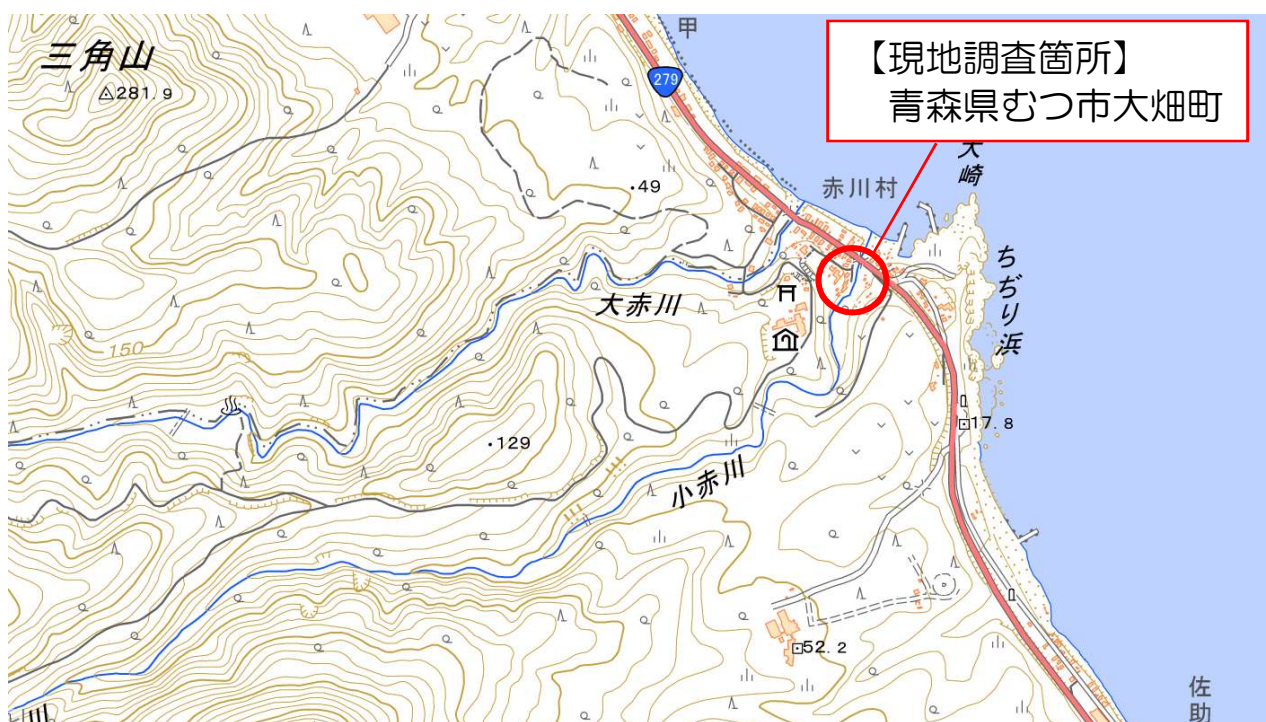 甲
三角山
281.9
279
【現地調査箇所】
青森県むつ市大畑町
大崎
赤川村
49
ちぢり浜
大赤川
150
129
17.8
小赤川
52.2
佐助
川